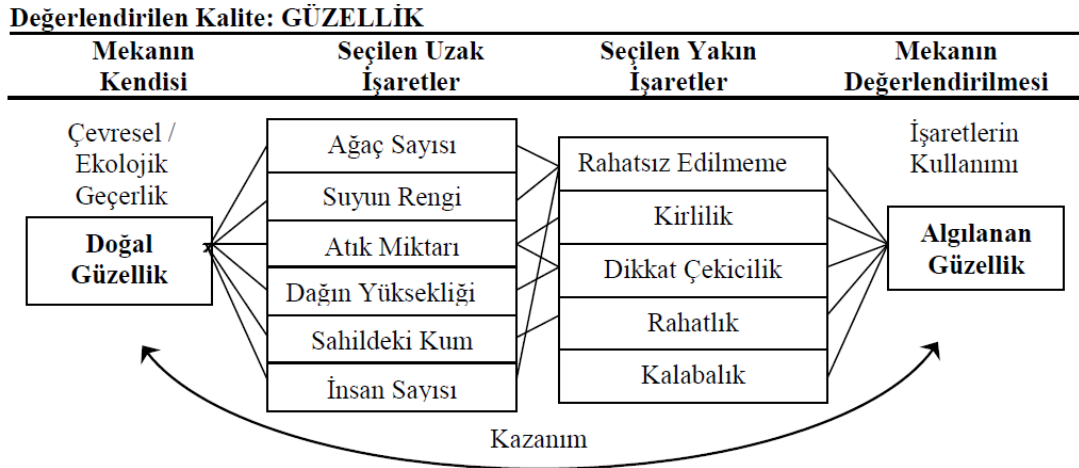 Değerlendirilen Kalite: GÜZELLİK
Mekanın
Kendisi
Seçilen Uzak
İşaretler
Seçilen Yakın
İşaretler
Mekanın
Değerlendirilmesi
Çevresel /
Ekolojik
Geçerlik
Doğal
Güzellik
Ağaç Sayısı
Suyun Rengi
Atık Miktarı
Dağın Yüksekliği
Sahildeki Kum
İnsan Sayısı
Rahatsız Edilmeme
Kirlilik
Dikkat Çekicilik
Rahatlık
Kalabalık
İşaretlerin
Kullanımı
Algılanan
Güzellik
Kazanım